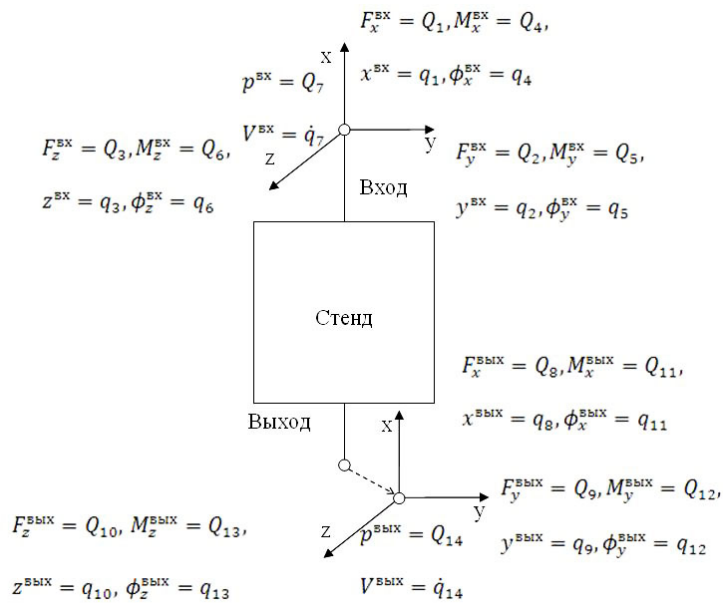 F_x^вх = Q_1, M_x^вх = Q_4,
x^вх = q_1, ϕ_x^вх = q_4
x
p^вх = Q_7
V^вх = q̇_7
F_z^вх = Q_3, M_z^вх = Q_6,
z^вх = q_3, ϕ_z^вх = q_6
z
y
F_y^вх = Q_2, M_y^вх = Q_5,
y^вх = q_2, ϕ_y^вх = q_5
Вход
Стенд
F_x^вых = Q_8, M_x^вых = Q_11,
x^вых = q_8, ϕ_x^вых = q_11
Выход
x
F_y^вых = Q_9, M_y^вых = Q_12,
y^вых = q_9, ϕ_y^вых = q_12
y
F_z^вых = Q_10, M_z^вых = Q_13,
z^вых = q_10, ϕ_z^вых = q_13
z
p^вых = Q_14
V^вых = q̇_14